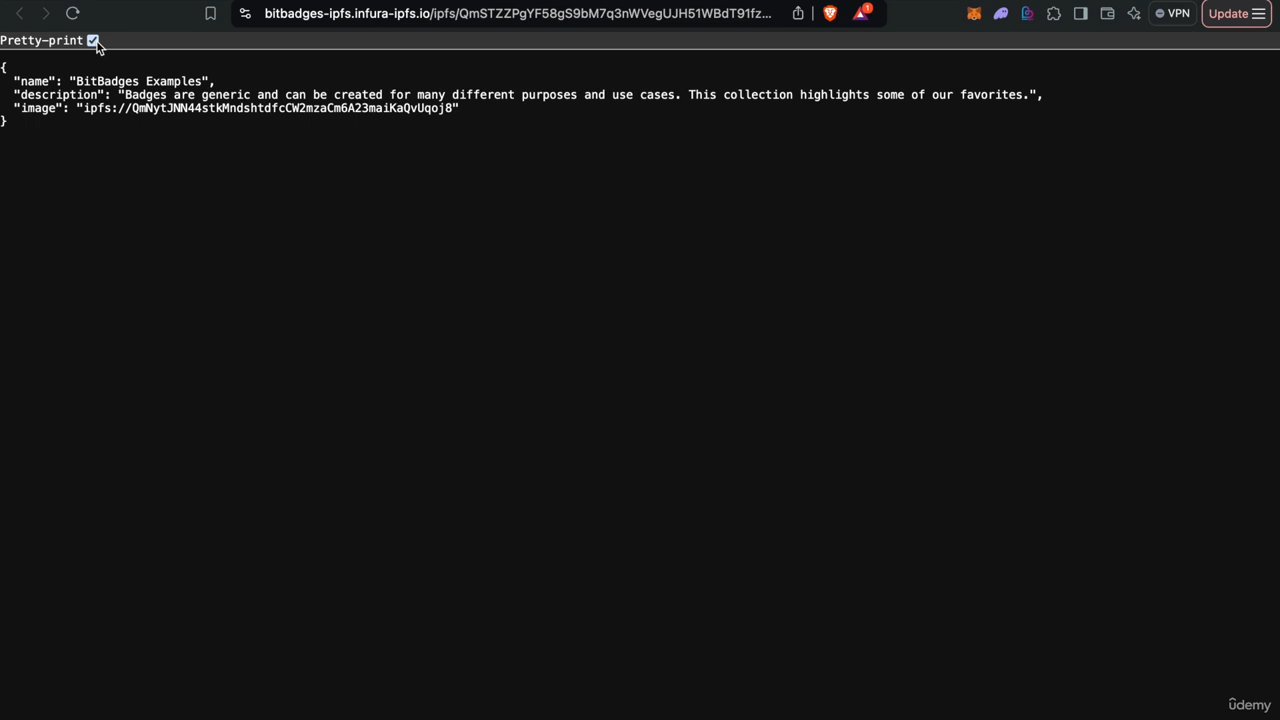 bitbadges-ipfs.infura-ipfs.io/ipfs/QmSTZZPgYF58gS9bM7q3nWVegUJH51WBdT91fz...
1
VPN
Update
Pretty-print
{
"name": "BitBadges Examples",
"description": "Badges are generic and can be created for many different purposes and use cases. This collection highlights some of our favorites.",
"image": "ipfs://QmNytJNN44stkMndshtdfcCW2mzaCm6A23maiKaQvUqoj8"
}
ûdemy